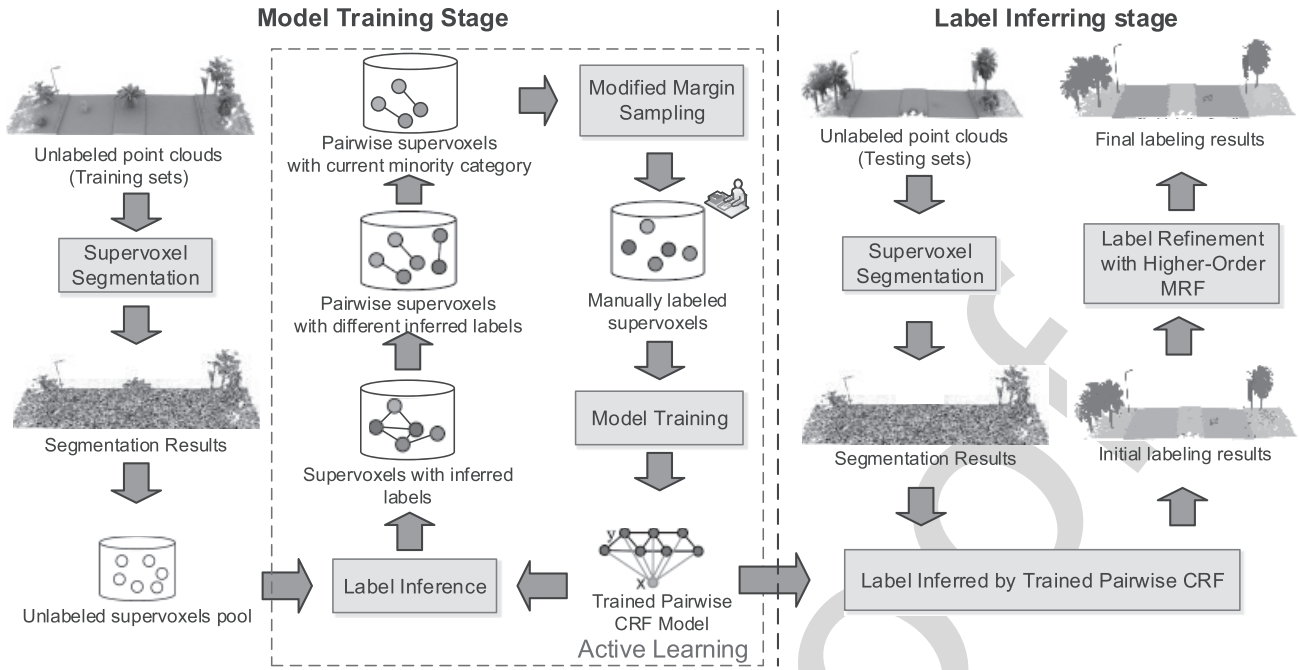 Model Training Stage
Unlabeled point clouds
(Training sets)
Supervoxel
Segmentation
Segmentation Results
Unlabeled supervoxels pool
Pairwise supervoxels
with current minority category
Pairwise supervoxels
with different inferred labels
Supervoxels with inferred
labels
Label Inference
Modified Margin
Sampling
Manually labeled
supervoxels
Model Training
y
x
Trained Pairwise
CRF Model
Active Learning
Label Inferring stage
Unlabeled point clouds
(Testing sets)
Supervoxel
Segmentation
Segmentation Results
Label Inferred by Trained Pairwise CRF
Initial labeling results
Label Refinement
with Higher-Order
MRF
Final labeling results